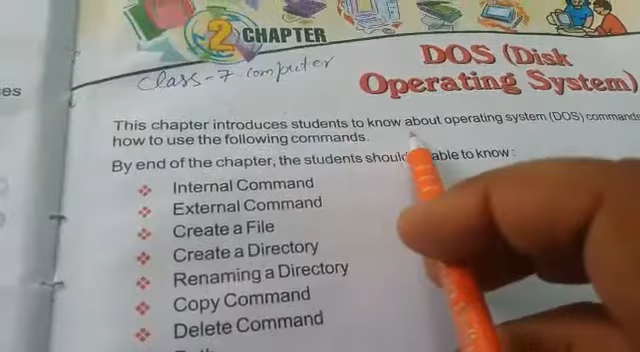 2 CHAPTER
class-7 computer
DOS (Disk
Operating System)
es
This chapter introduces students to know about operating system (DOS) commands
how to use the following commands.
By end of the chapter, the students should able to know :
Internal Command
External Command
Create a File
Create a Directory
Renaming a Directory
Copy Command
Delete Command